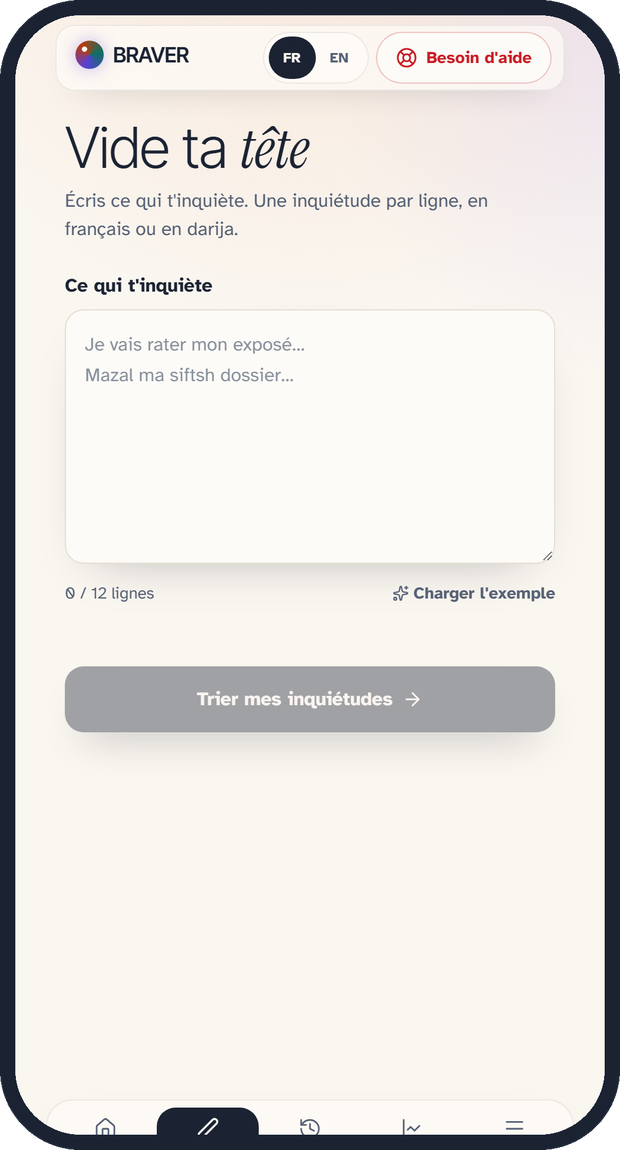 BRAVER
FR
EN
Besoin d'aide
Vide ta tête
Écris ce qui t'inquiète. Une inquiétude par ligne, en
français ou en darija.
Ce qui t'inquiète
Je vais rater mon exposé...
Mazal ma siftsh dossier...
0 / 12 lignes
Charger l'exemple
Trier mes inquiétudes →